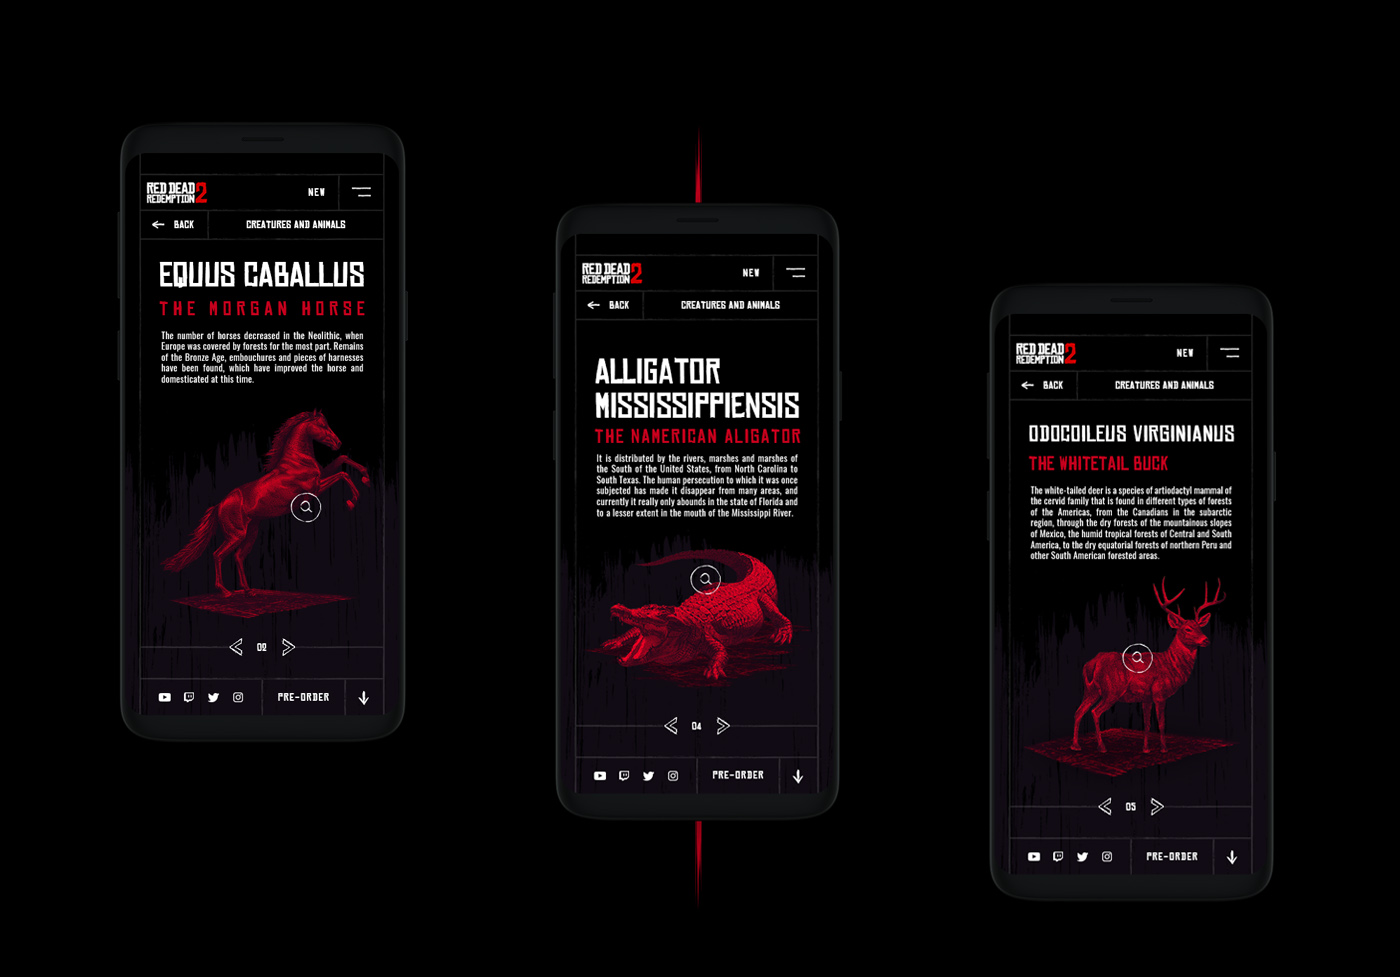 RED DEAD
REDEMPTION 2
NEW
BACK
CREATURES AND ANIMALS
EQUUS CABALLUS
THE MORGAN HORSE
The number of horses decreased in the Neolithic, when
Europe was covered by forests for the most part. Remains
of the Bronze Age, embouchures and pieces of harnesses
have been found, which have improved the horse and
domesticated at this time.
02
PRE-ORDER
RED DEAD
REDEMPTION 2
NEW
BACK
CREATURES AND ANIMALS
ALLIGATOR
MISSISSIPPIENSIS
THE NAMERICAN ALIGATOR
It is distributed by the rivers, marshes and marshes of
the South of the United States, from North Carolina to
South Texas. The human persecution to which it was once
subjected has made it disappear from many areas, and
currently it really only abounds in the state of Florida and
to a lesser extent in the mouth of the Mississippi River.
04
PRE-ORDER
RED DEAD
REDEMPTION 2
NEW
BACK
CREATURES AND ANIMALS
ODOCOILEUS VIRGINIANUS
THE WHITETAIL BUCK
The white-tailed deer is a species of artiodactyl mammal of
the cervid family that is found in different types of forests
of the Americas, from the Canadians in the subarctic
region, through the dry forests of the mountainous slopes
of Mexico, the humid tropical forests of Central and South
America, to the dry equatorial forests of northern Peru and
other South American forested areas.
05
PRE-ORDER